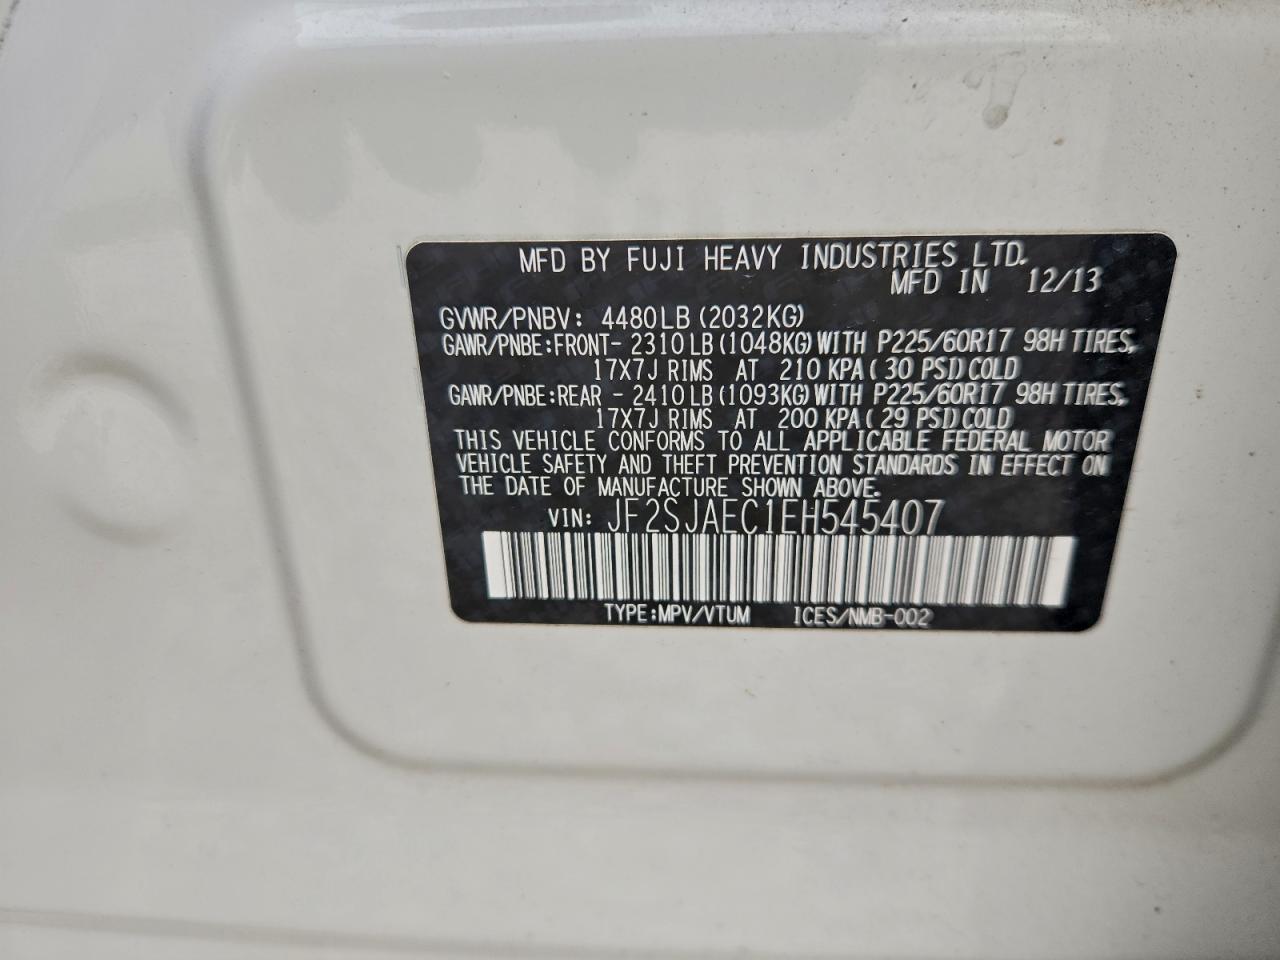 MFD BY FUJI HEAVY INDUSTRIES LTD.
MFD IN 12/13
GVWR/PNBV: 4480LB(2032KG)
GAWR/PNBE:FRONT- 2310LB(1048KG)WITH P225/60R17 98H TIRES,
17X7J RIMS AT 210 KPA(30 PSI)COLD
GAWR/PNBE:REAR - 2410LB(1093KG)WITH P225/60R17 98H TIRES,
17X7J RIMS AT 200 KPA(29 PSI)COLD
THIS VEHICLE CONFORMS TO ALL APPLICABLE FEDERAL MOTOR
VEHICLE SAFETY AND THEFT PREVENTION STANDARDS IN EFFECT ON
THE DATE OF MANUFACTURE SHOWN ABOVE.
VIN: JF2SJAEC1EH545407
TYPE:MPV/VTUM ICES/NMB-002